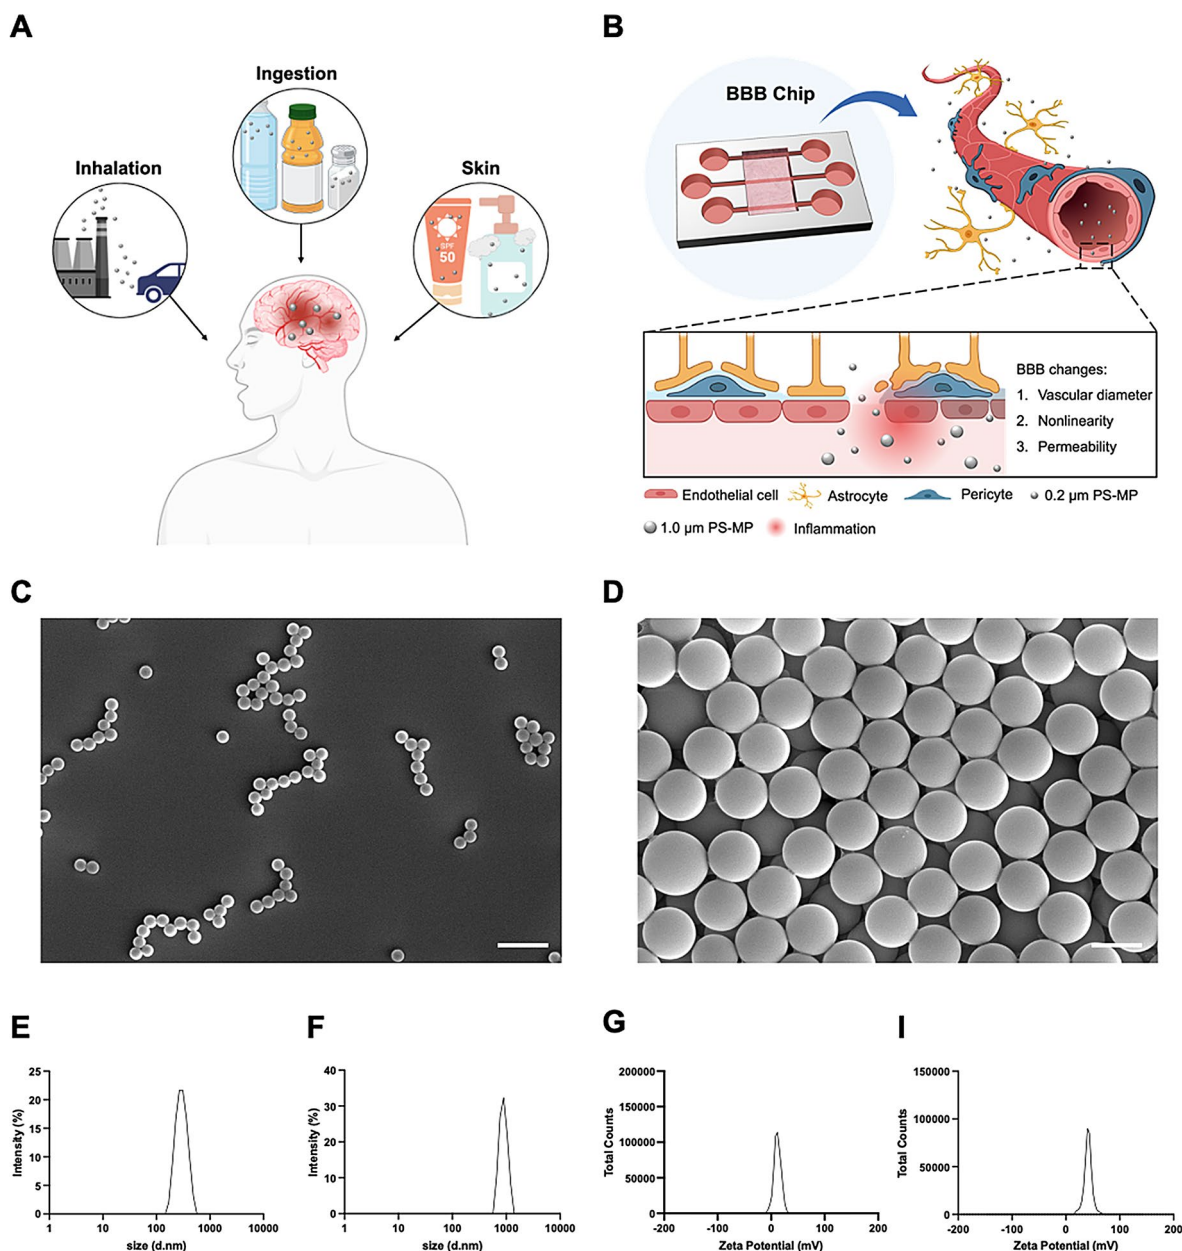 A
B
Ingestion
Inhalation
Skin
SPF
50
BBB Chip
BBB changes:
1. Vascular diameter
2. Nonlinearity
3. Permeability
Endothelial cell
Astrocyte
Pericyte
0.2 µm PS-MP
1.0 µm PS-MP
Inflammation
C
D
E
F
G
I
25
20
15
10
5
0
Intensity (%)
1
10
100
1000
10000
size (d.nm)
40
30
20
10
0
Intensity (%)
1
10
100
1000
10000
size (d.nm)
200000
150000
100000
50000
0
Total Counts
-200
-100
0
100
200
Zeta Potential (mV)
150000
100000
50000
0
Total Counts
-200
-100
0
100
200
Zeta Potential (mV)